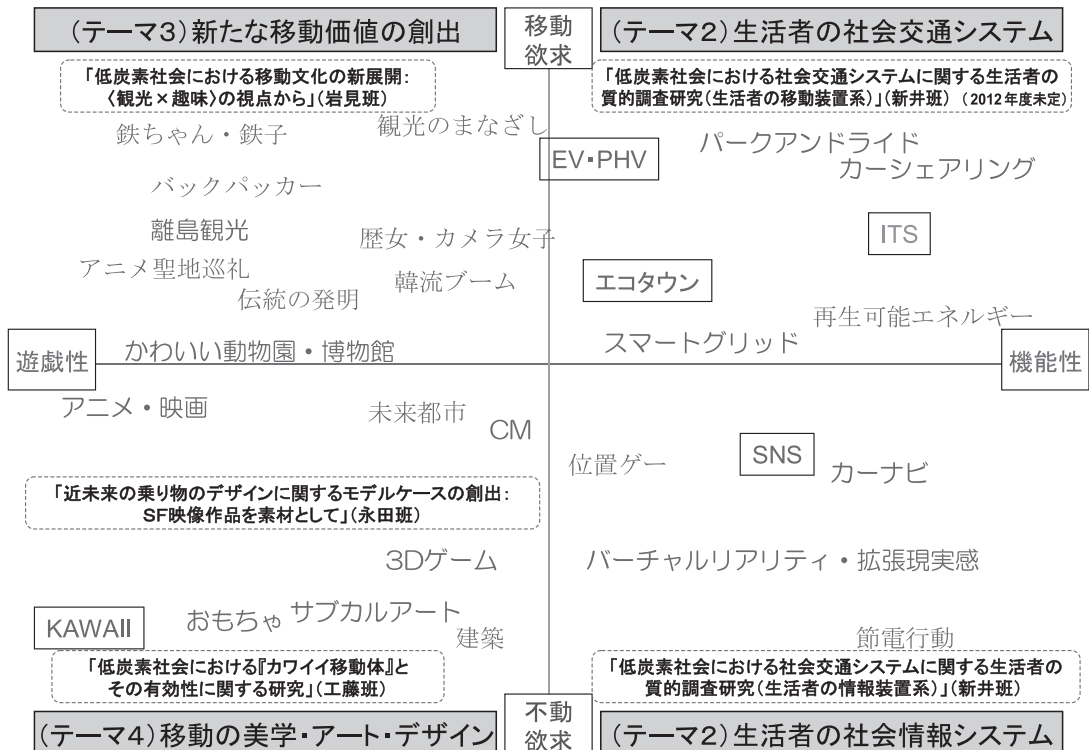 (テーマ3)新たな移動価値の創出
移動
欲求
(テーマ2)生活者の社会交通システム
「低炭素社会における移動文化の新展開:
〈観光×趣味〉の視点から」(岩見班)
「低炭素社会における社会交通システムに関する生活者の
質的調査研究(生活者の移動装置系)」(新井班) (2012年度未定)
鉄ちゃん・鉄子
観光のまなざし
EV・PHV
パークアンドライド
カーシェアリング
バックパッカー
離島観光
歴女・カメラ女子
ITS
アニメ聖地巡礼
伝統の発明
韓流ブーム
エコタウン
再生可能エネルギー
スマートグリッド
遊戯性
かわいい動物園・博物館
機能性
アニメ・映画
未来都市
CM
位置ゲー
SNS
カーナビ
「近未来の乗り物のデザインに関するモデルケースの創出:
SF映像作品を素材として」(永田班)
3Dゲーム
バーチャルリアリティ・拡張現実感
KAWAII
おもちゃ
サブカルアート
建築
節電行動
「低炭素社会における『カワイイ移動体』と
その有効性に関する研究」(工藤班)
「低炭素社会における社会交通システムに関する生活者の
質的調査研究(生活者の情報装置系)」(新井班)
(テーマ4)移動の美学・アート・デザイン
不動
欲求
(テーマ2)生活者の社会情報システム